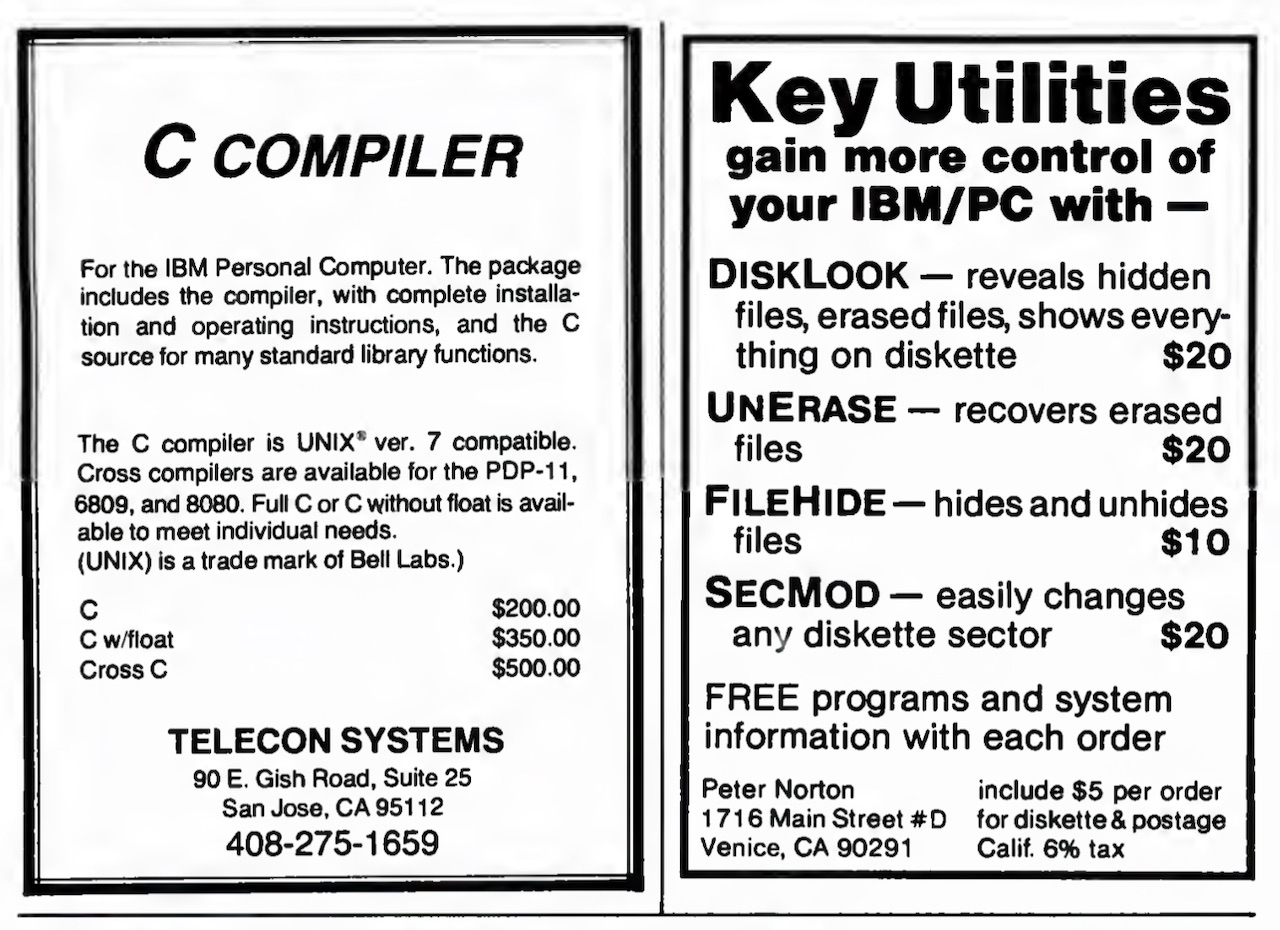 C COMPILER
For the IBM Personal Computer. The package
includes the compiler, with complete installa-
tion and operating instructions, and the C
source for many standard library functions.
The C compiler is UNIX® ver. 7 compatible.
Cross compilers are available for the PDP-11,
6809, and 8080. Full C or C without float is avail-
able to meet individual needs.
(UNIX) is a trade mark of Bell Labs.)
C $200.00
C w/float $350.00
Cross C $500.00
TELECON SYSTEMS
90 E. Gish Road, Suite 25
San Jose, CA 95112
408-275-1659
Key Utilities
gain more control of
your IBM/PC with —
DISKLOOK — reveals hidden
files, erased files, shows every-
thing on diskette $20
UNERASE — recovers erased
files $20
FILEHIDE — hides and unhides
files $10
SECMOD — easily changes
any diskette sector $20
FREE programs and system
information with each order
Peter Norton
1716 Main Street #D
Venice, CA 90291
include $5 per order
for diskette & postage
Calif. 6% tax